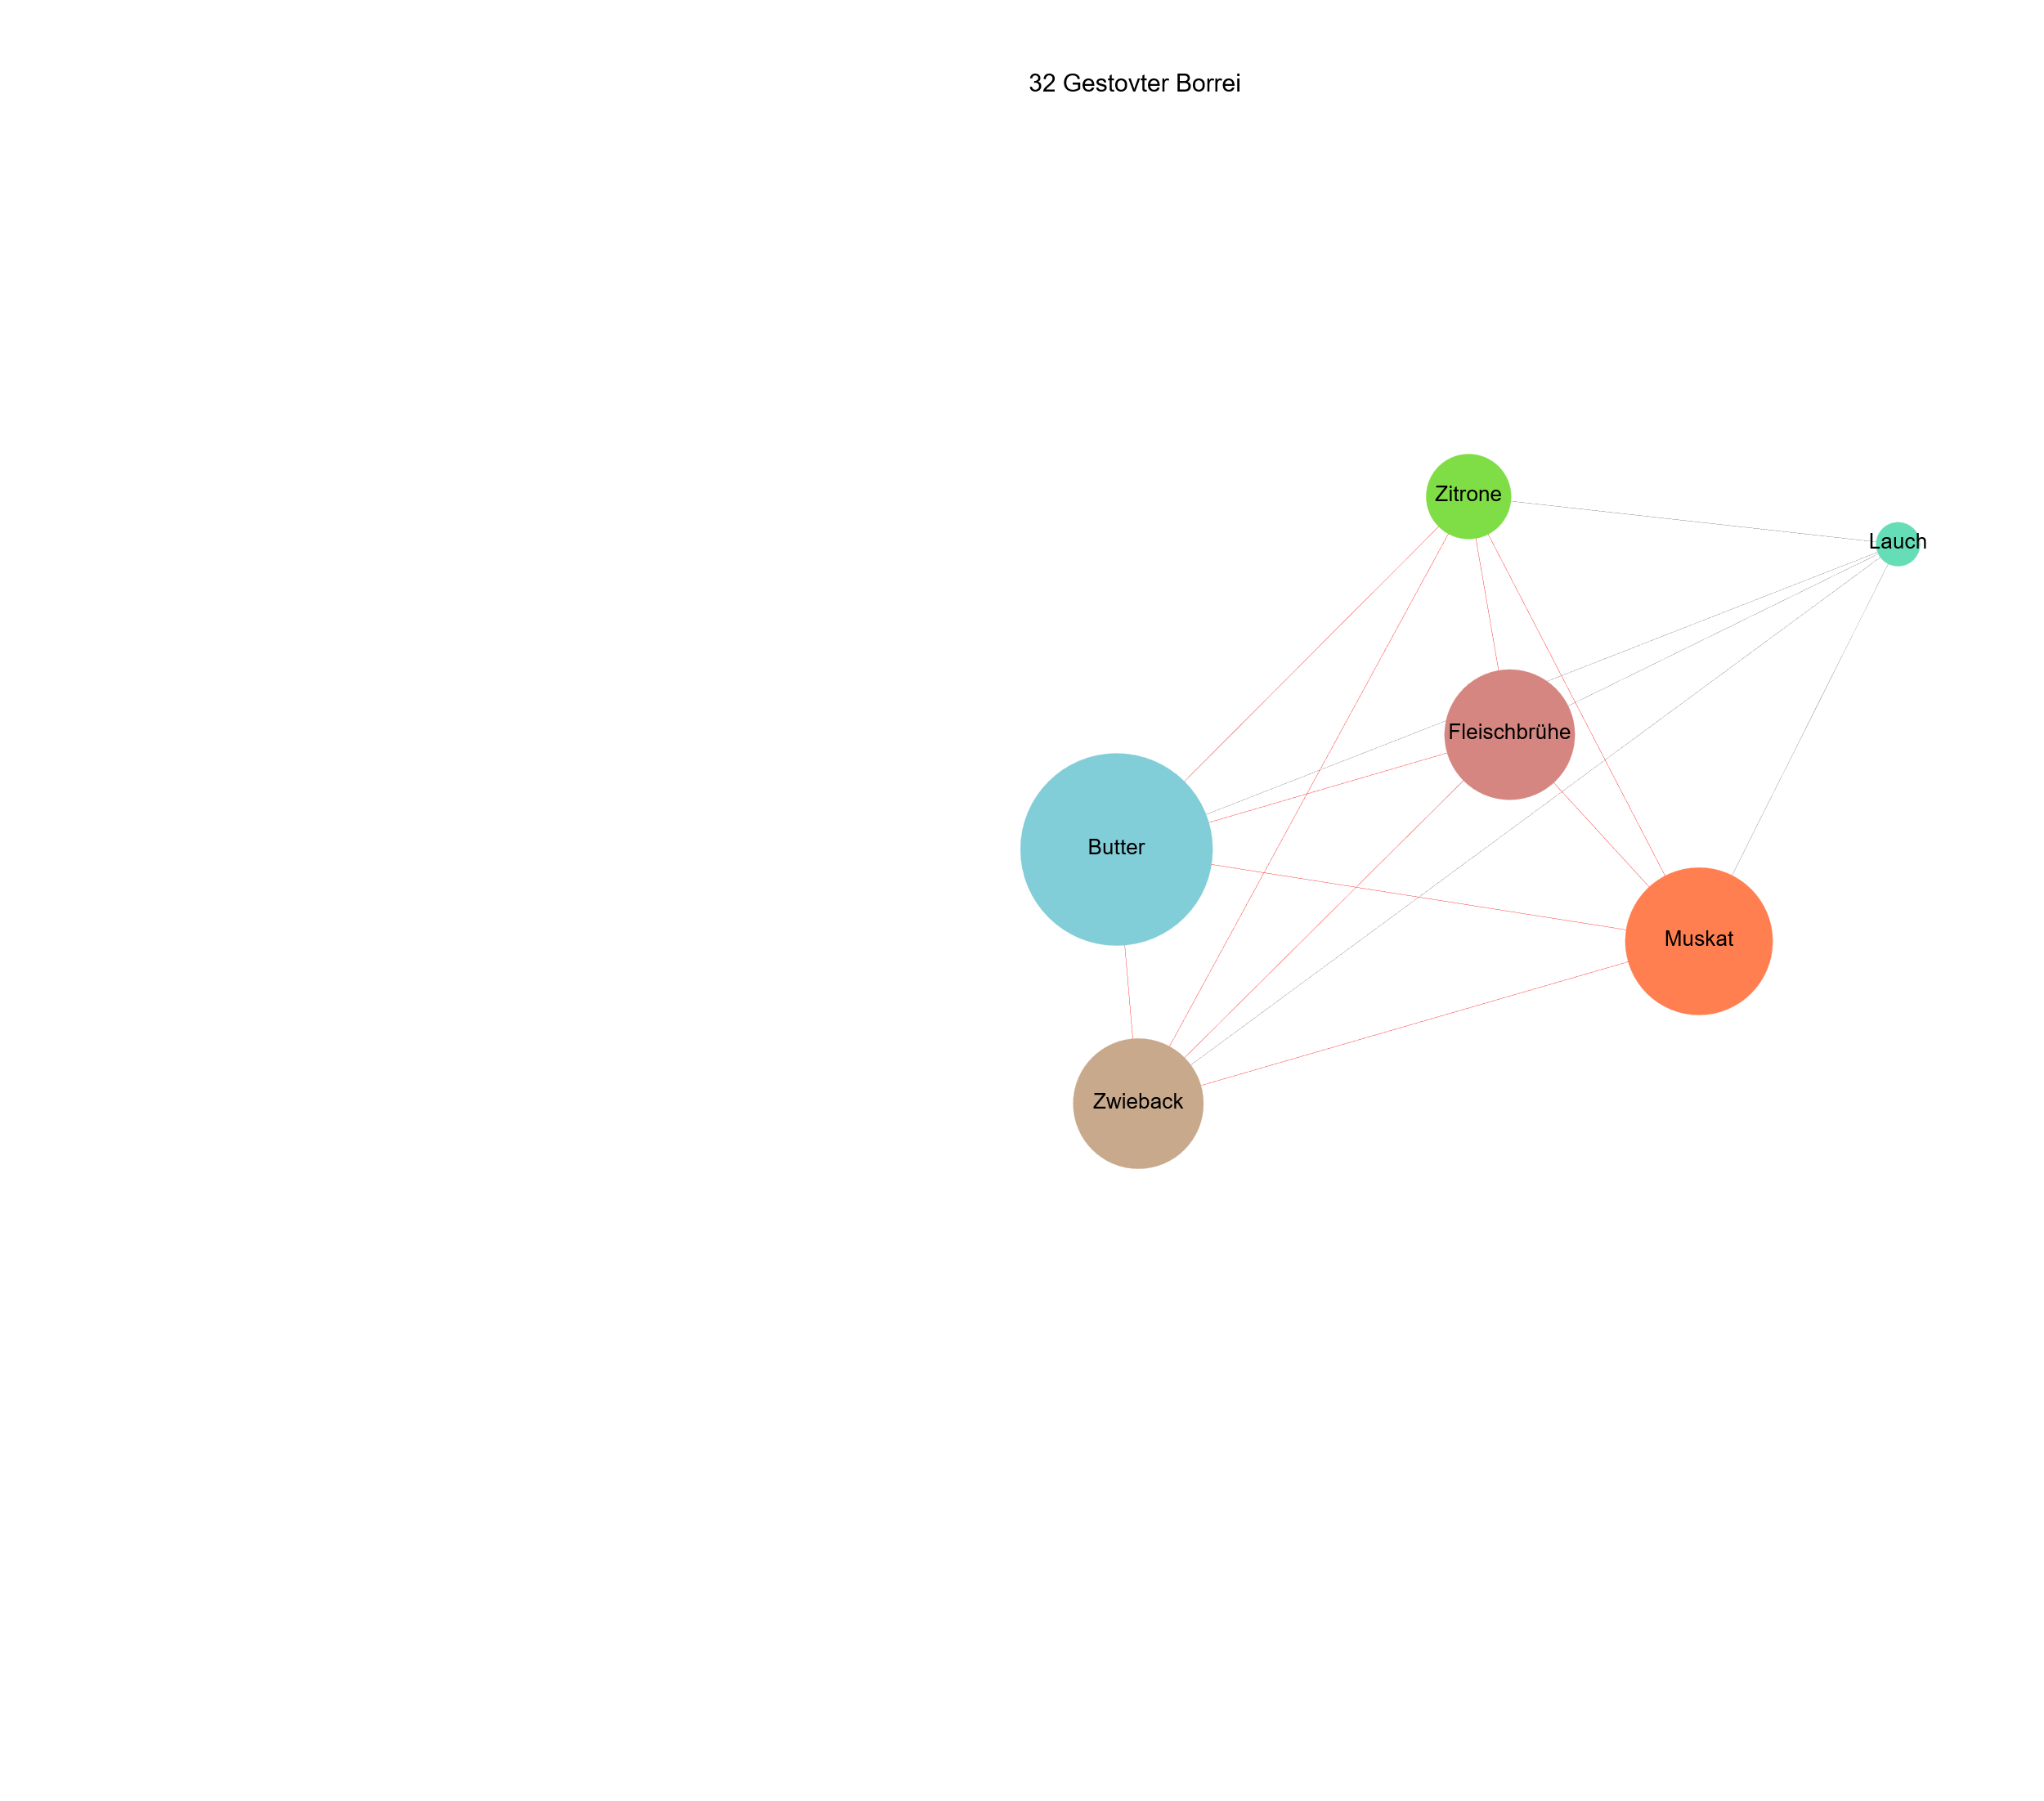 32 Gestovter Borrei
Zitrone
Lauch
Fleischbrühe
Butter
Muskat
Zwieback